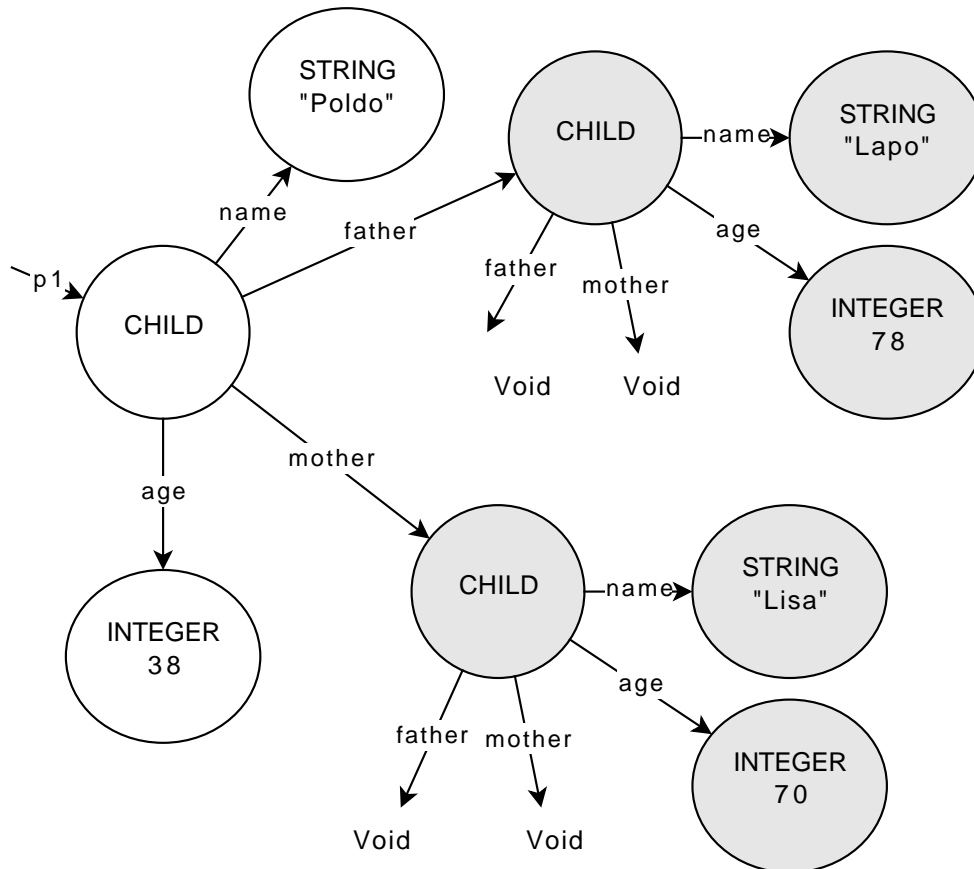 STRING
"Poldo"
CHILD
name
STRING
"Lapo"
name
father
age
father
mother
p1
CHILD
INTEGER
78
Void
Void
mother
age
CHILD
name
STRING
"Lisa"
INTEGER
38
age
father
mother
INTEGER
70
Void
Void